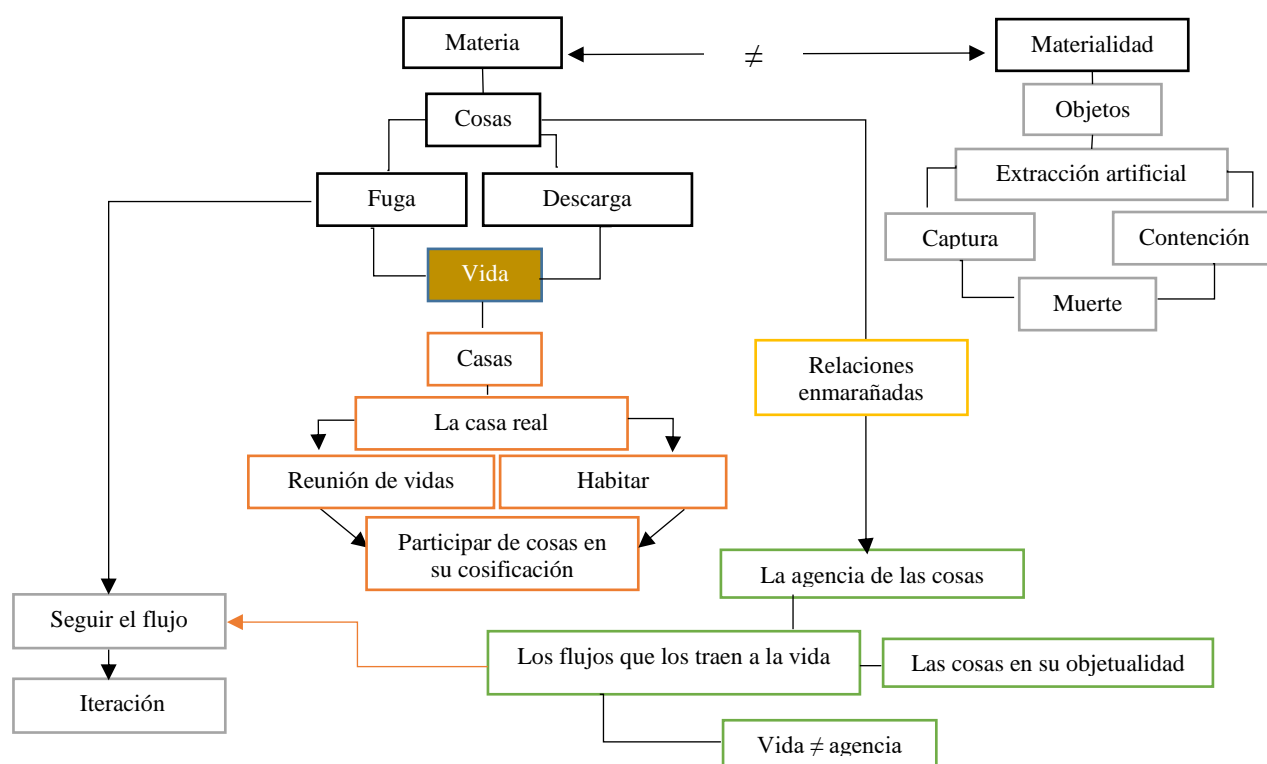 Materia
≠
Materialidad
Cosas
Objetos
Extracción artificial
Fuga
Descarga
Captura
Contención
Vida
Muerte
Casas
Relaciones
enmarañadas
La casa real
Reunión de vidas
Habitar
Participar de cosas en
su cosificación
La agencia de las cosas
Seguir el flujo
Los flujos que los traen a la vida
Las cosas en su objetualidad
Iteración
Vida ≠ agencia